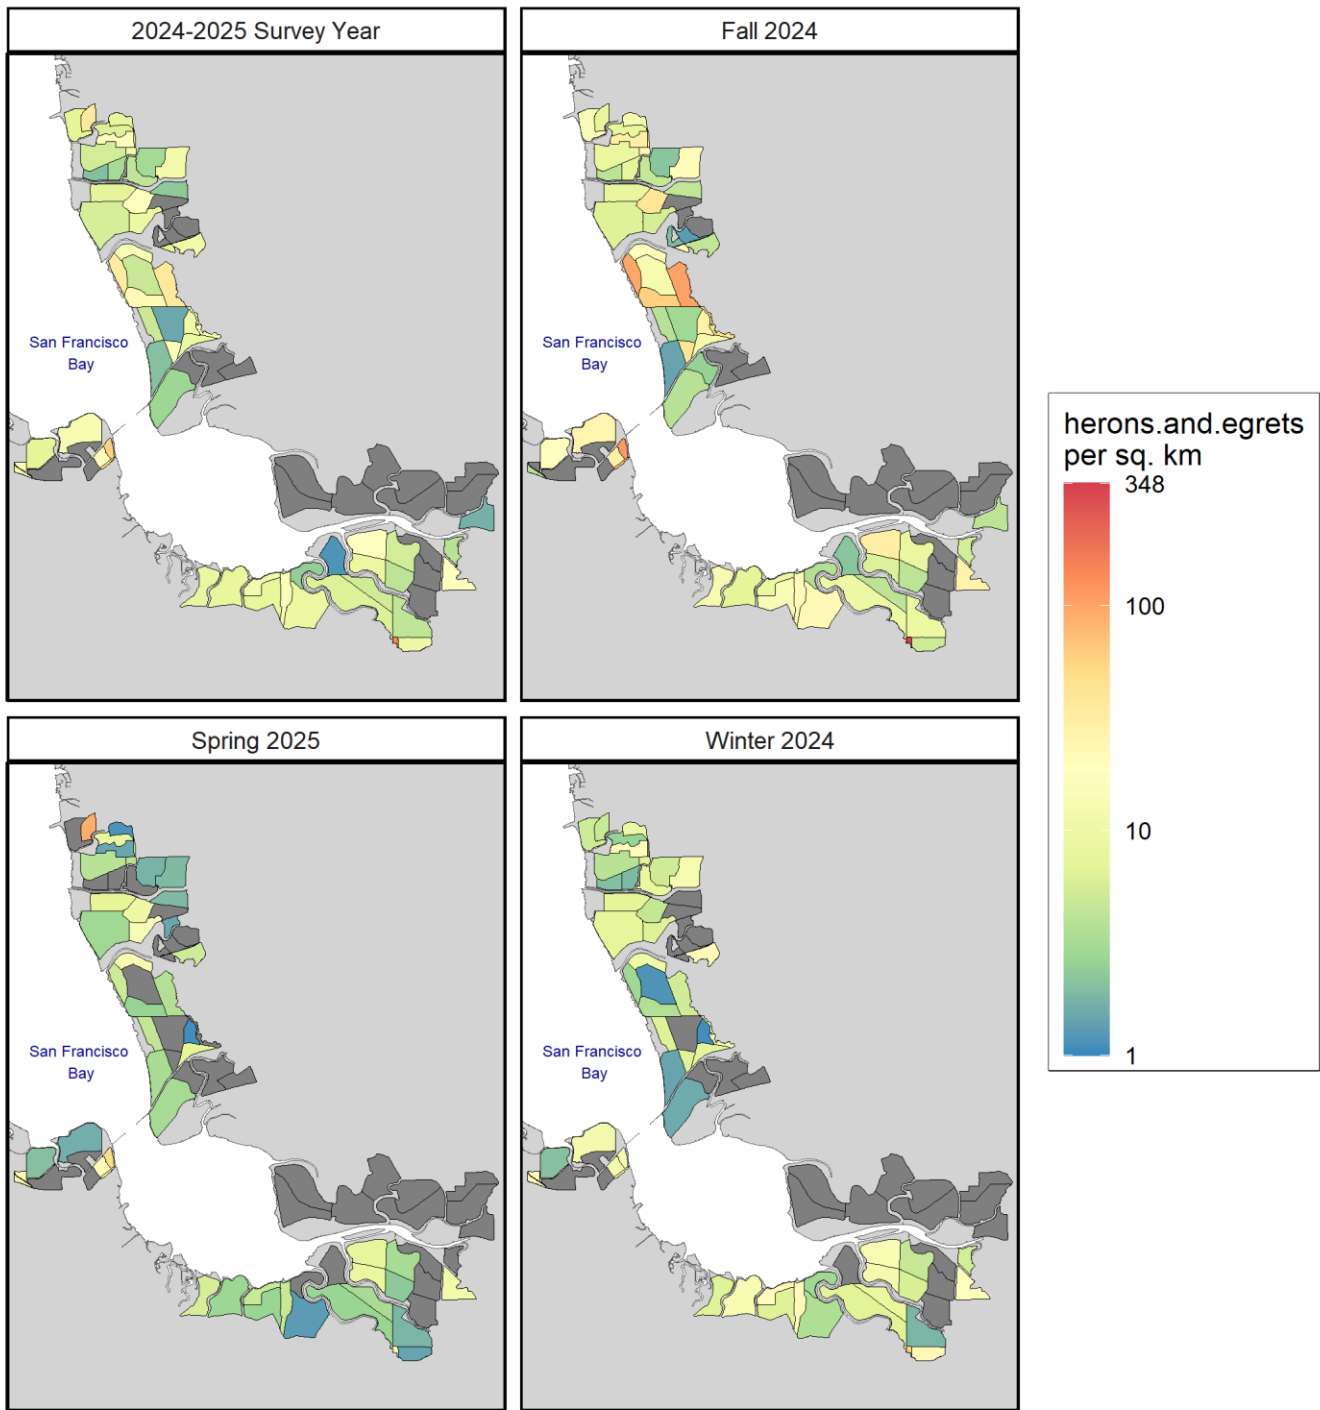 2024-2025 Survey Year
Fall 2024
San Francisco
Bay
San Francisco
Bay
herons.and.egrets
per sq. km
348
100
10
1
Spring 2025
Winter 2024
San Francisco
Bay
San Francisco
Bay